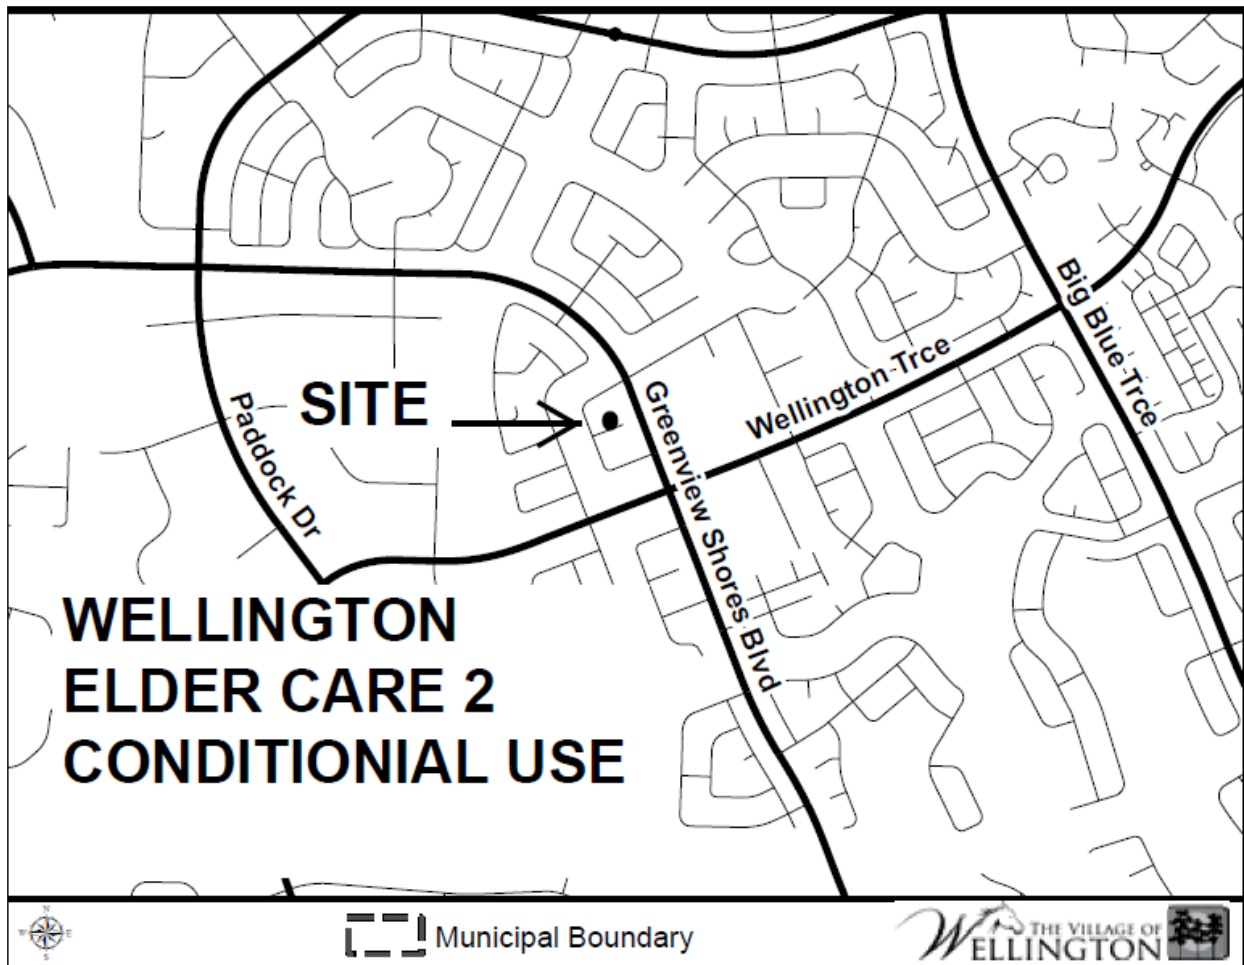 Big Blue Trce
Wellington Trce
SITE
Greenview Shores Blvd
Paddock Dr
WELLINGTON
ELDER CARE 2
CONDITIONIAL USE
N
W
E
S
Municipal Boundary
THE VILLAGE OF
WELLINGTON